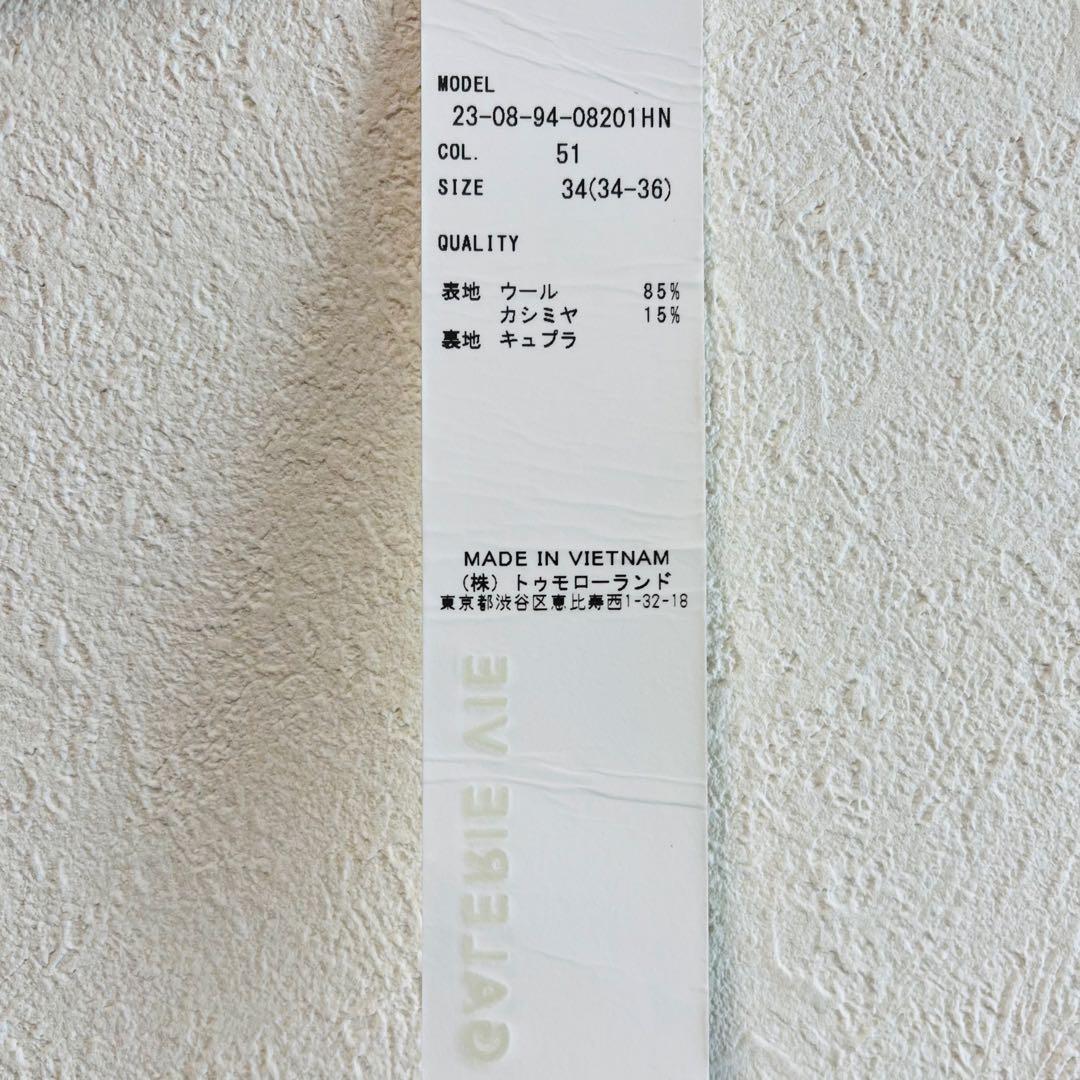 MODEL
23-08-94-08201HN
COL. 51
SIZE 34(34-36)
QUALITY
表地 ウール 85%
カシミヤ 15%
裏地 キュプラ
MADE IN VIETNAM
(株) トゥモローランド
東京都渋谷区恵比寿西1-32-18
GALERIE VIE